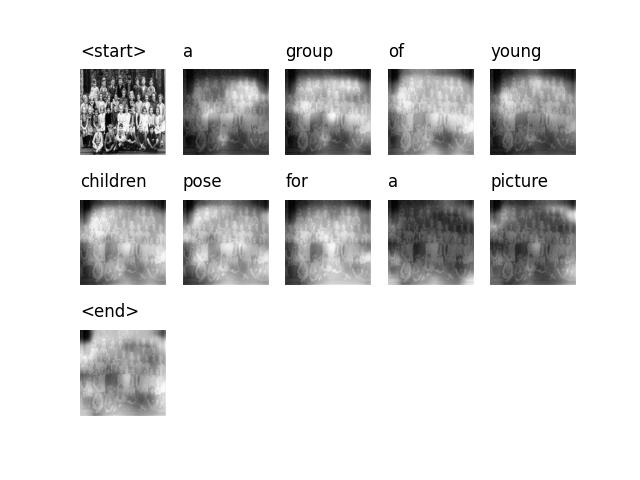 <start> a group of young
children pose for a picture
<end>